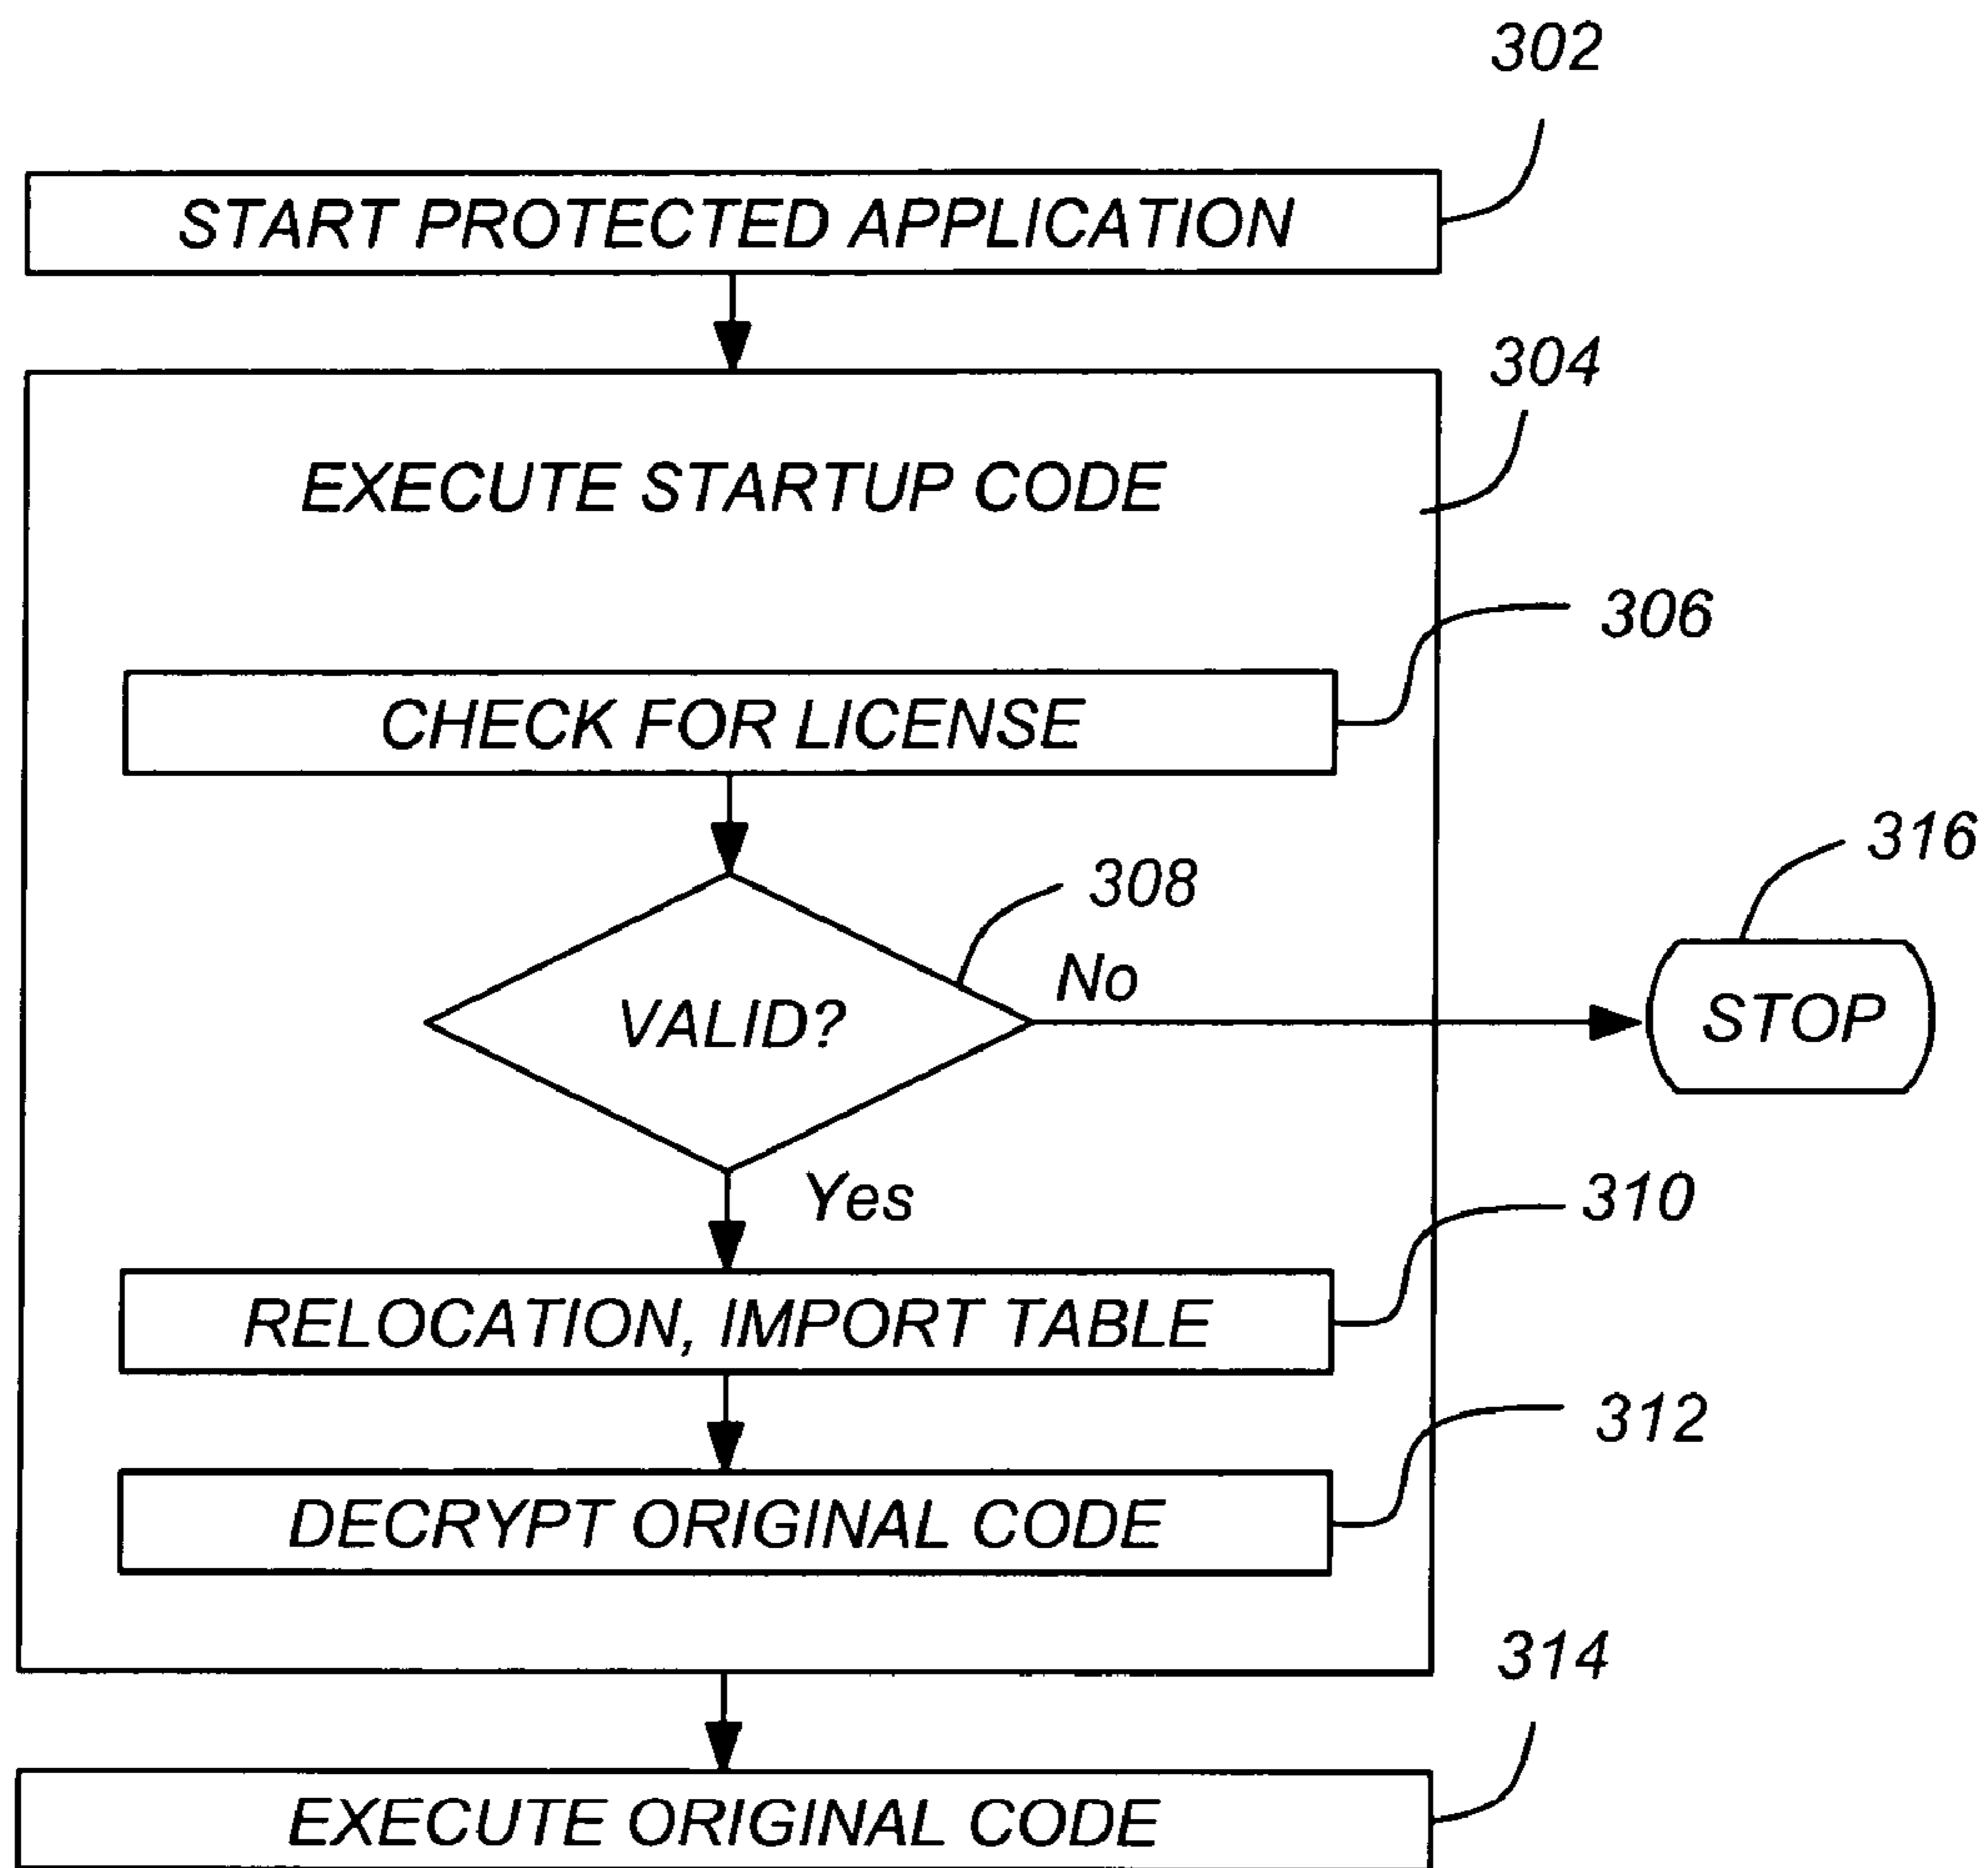 302
START PROTECTED APPLICATION
304
EXECUTE STARTUP CODE
306
CHECK FOR LICENSE
316
308
No
VALID?
STOP
Yes
310
RELOCATION, IMPORT TABLE
312
DECRYPT ORIGINAL CODE
314
EXECUTE ORIGINAL CODE